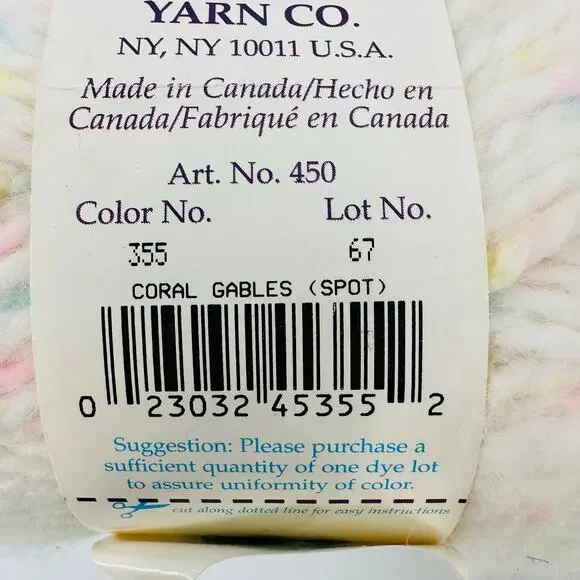 YARN CO.
NY, NY 10011 U.S.A.
Made in Canada/Hecho en
Canada/Fabriqué en Canada
Art. No. 450
Color No. Lot No.
355 67
CORAL GABLES (SPOT)
0 23032 45355 2
Suggestion: Please purchase a
sufficient quantity of one dye lot
to assure uniformity of color.
cut along dotted line for easy instructions